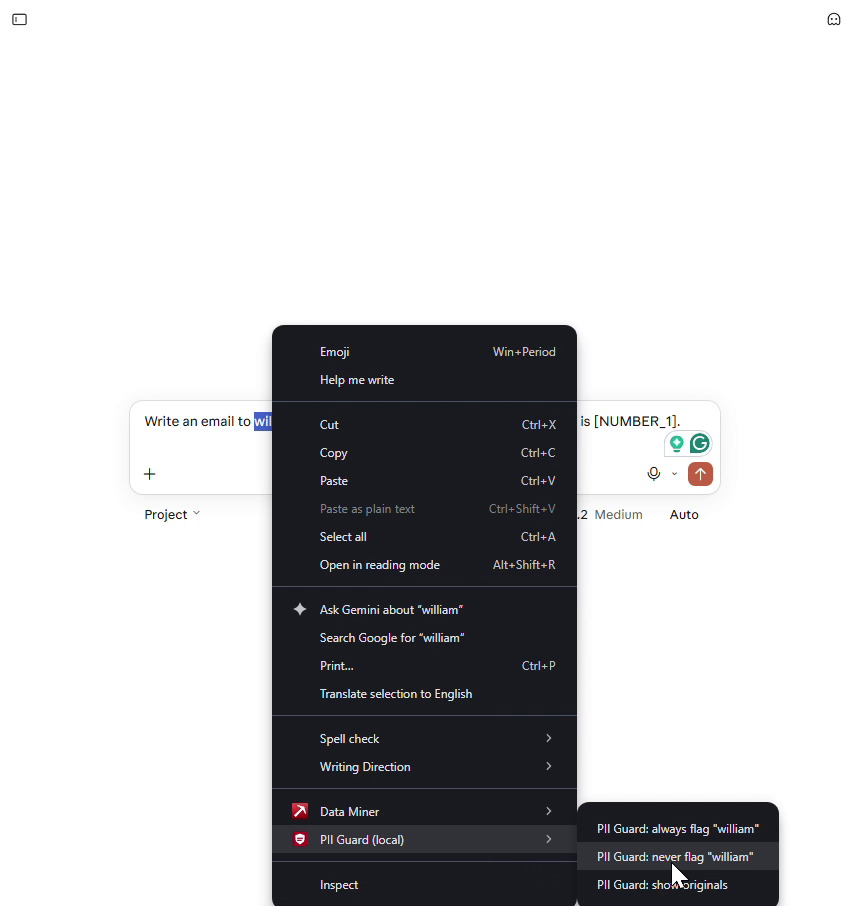 Write an email to wil
is [NUMBER_1].
Project
.2 Medium Auto
Emoji Win+Period
Help me write
Cut Ctrl+X
Copy Ctrl+C
Paste Ctrl+V
Paste as plain text Ctrl+Shift+V
Select all Ctrl+A
Open in reading mode Alt+Shift+R
Ask Gemini about “william”
Search Google for “william”
Print... Ctrl+P
Translate selection to English
Spell check
Writing Direction
Data Miner
PII Guard (local)
Inspect
PII Guard: always flag "william"
PII Guard: never flag "william"
PII Guard: show originals